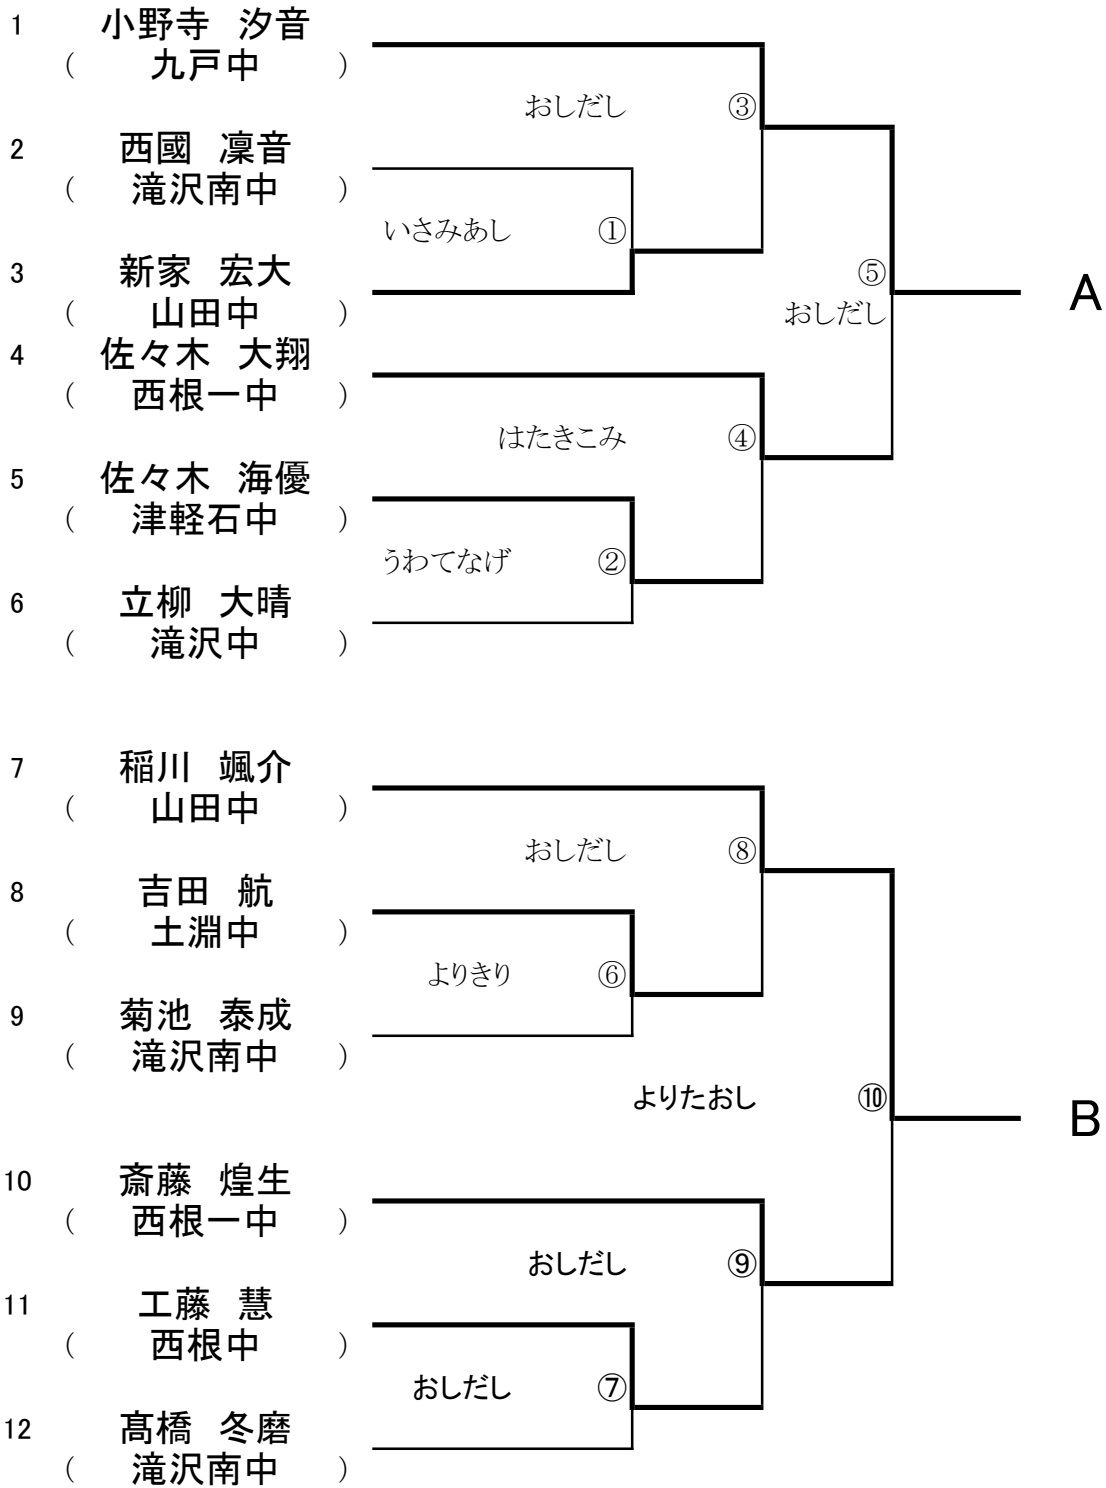 1 小野寺 汐音
( 九戸中 )
おしだし ③
2 西國 凜音
( 滝沢南中 )
いさみあし ①
3 新家 宏大
⑤
A
( 山田中 )
おしだし
4 佐々木 大翔
( 西根一中 )
はたきこみ ④
5 佐々木 海優
( 津軽石中 )
うわてなげ ②
6 立柳 大晴
( 滝沢中 )
7 稲川 颯介
( 山田中 )
おしだし ⑧
8 吉田 航
( 土淵中 )
よりきり ⑥
9 菊池 泰成
( 滝沢南中 )
よりたおし ⑩
B
10 斎藤 煌生
( 西根一中 )
おしだし ⑨
11 工藤 慧
( 西根中 )
おしだし ⑦
12 髙橋 冬磨
( 滝沢南中 )